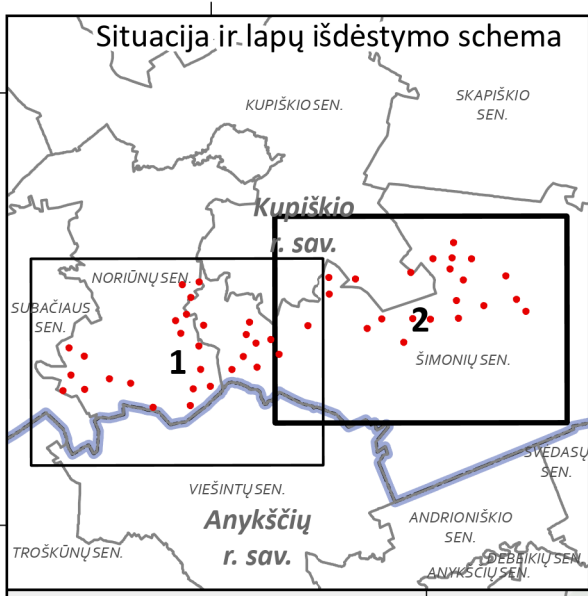 Situacija ir lapų išdėstymo schema
KUPIŠKIO SEN.
SKAPIŠKIO
SEN.
Kupiškio
r. sav.
NORIŪNŲ SEN.
SUBAČIAUS
SEN.
1
2
ŠIMONIŲ SEN.
SVĖDASŲ
SEN.
VIEŠINTŲ SEN.
Anykščių
r. sav.
ANDRIONIŠKIO
SEN.
TROŠKŪNŲ SEN.
DEBEIKIŲ SEN.
ANYKŠČIŲ SEN.